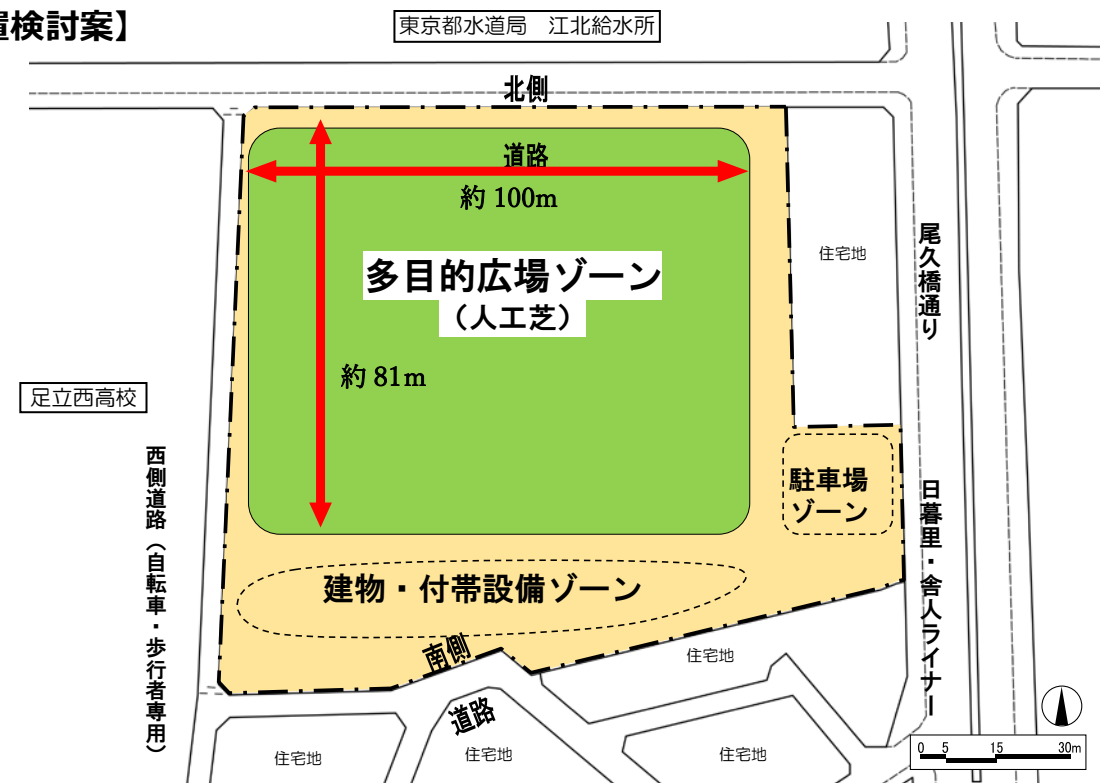 置検討案】
東京都水道局　江北給水所
北側
道路
約 100m
多目的広場ゾーン
（人工芝）
約 81m
住宅地
尾久橋通り
足立西高校
西側道路（自転車・歩行者専用）
駐車場
ゾーン
日暮里・舎人ライナー
建物・付帯設備ゾーン
南側
道路
住宅地
住宅地
住宅地
住宅地
0 5 15 30m